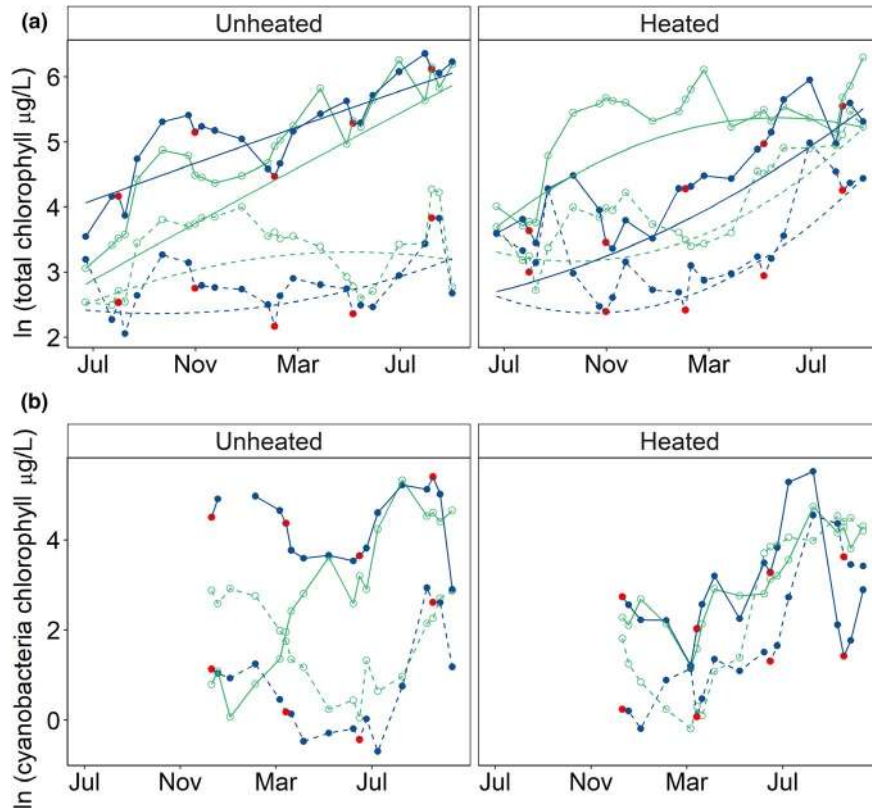 (a)
Unheated
Heated
ln (total chlorophyll μg/L)
6
5
4
3
2
Jul Nov Mar Jul
Jul Nov Mar Jul
(b)
Unheated
Heated
ln (cyanobacteria chlorophyll μg/L)
4
2
0
Jul Nov Mar Jul
Jul Nov Mar Jul